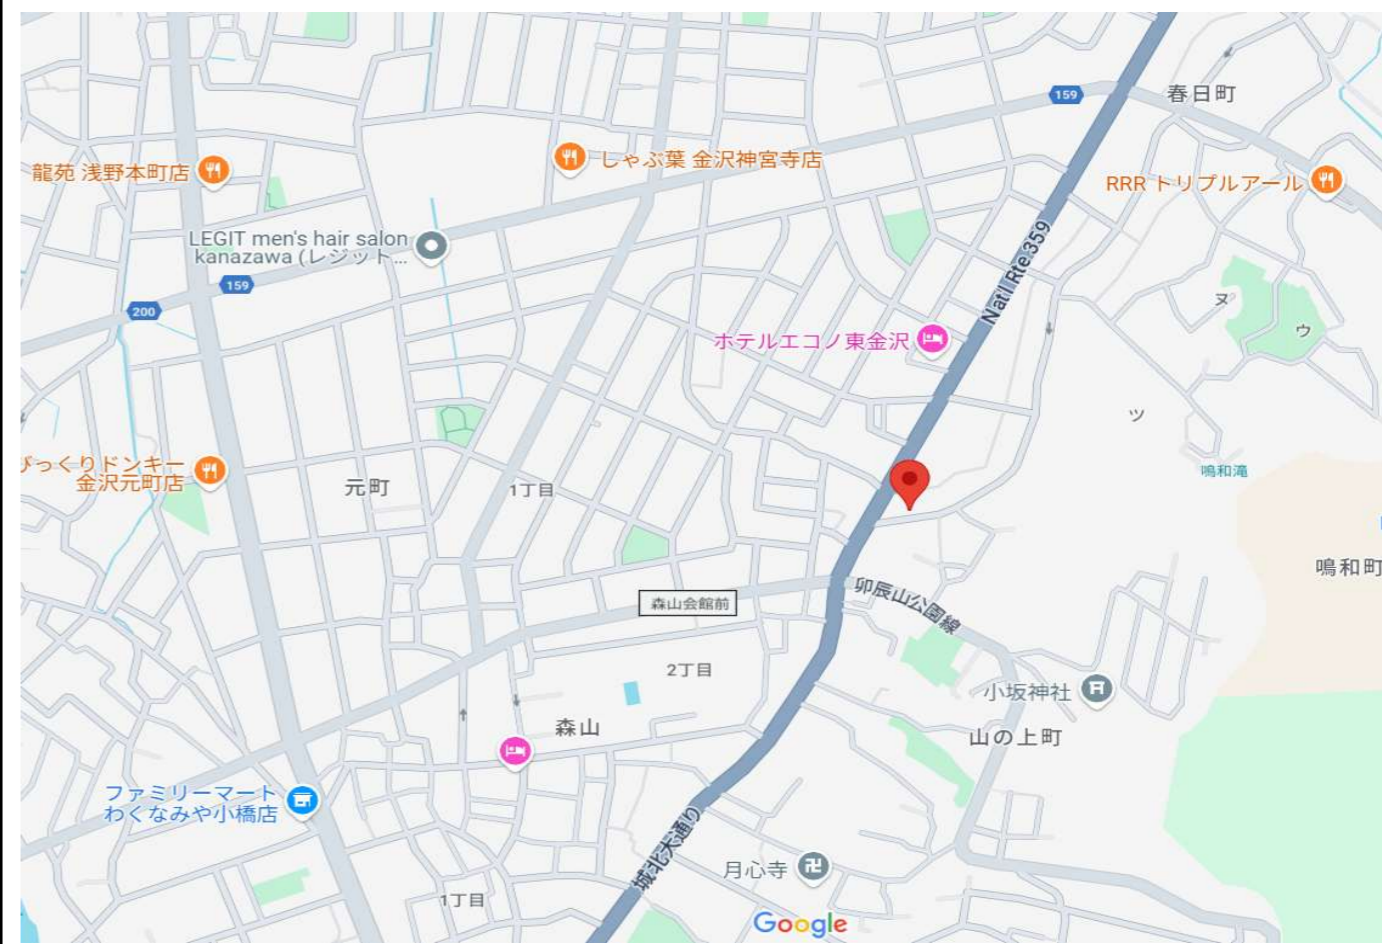 159
春日町
しゃぶ葉 金沢神宮寺店
龍苑 浅野本町店
RRR トリプルアール
LEGIT men's hair salon
kanazawa (レジット...
159
200
Nat'l Rte 359
ヌ
ウ
ホテルエコノ東金沢
ツ
びっくりドンキー
金沢元町店
鳴和滝
元町
1丁目
鳴和町
卯辰山公園線
森山会館前
2丁目
小坂神社
森山
山の上町
ファミリーマート
わくなみや小橋店
城北大通り
月心寺
1丁目
Google